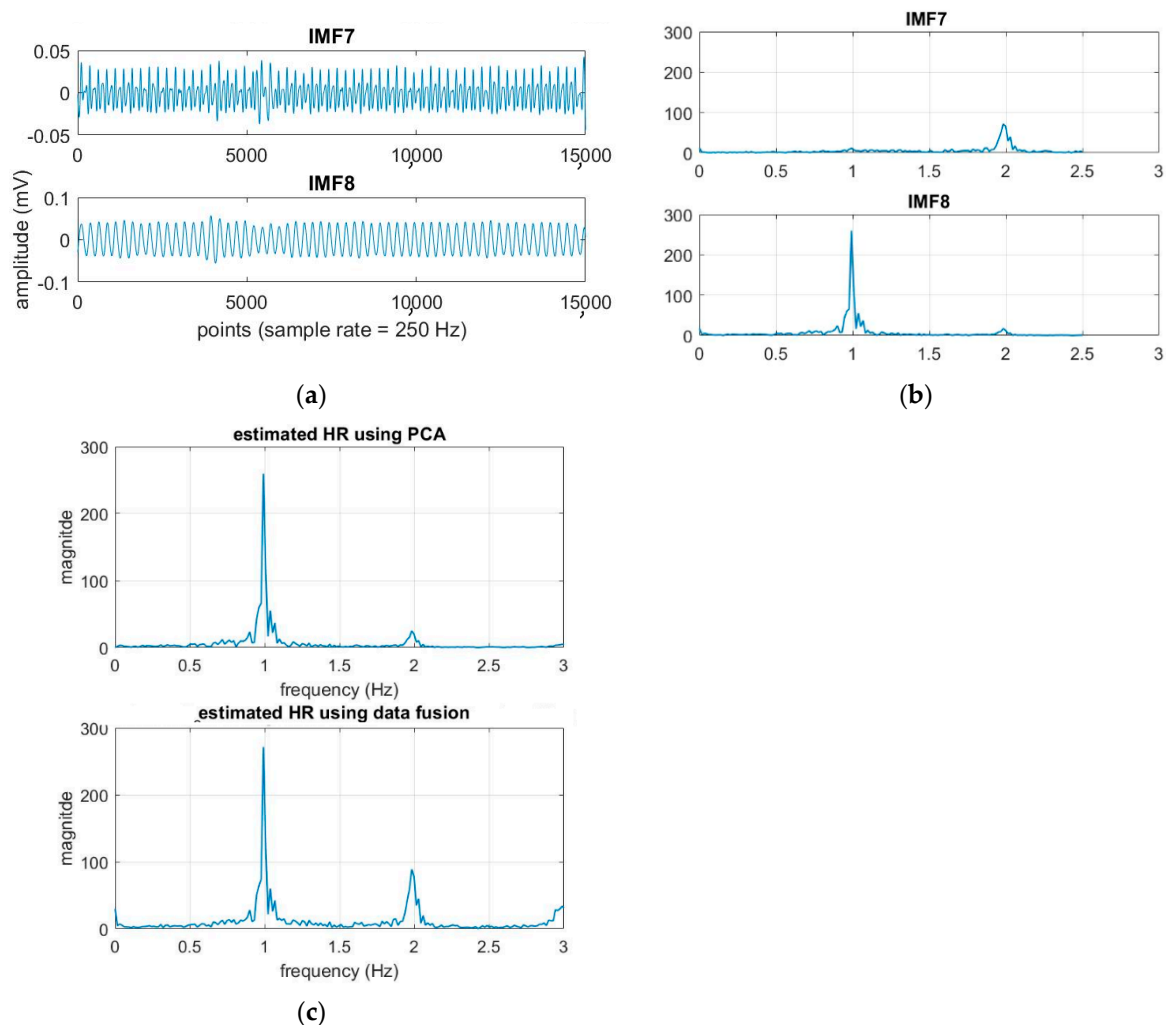 IMF7
0.05
0
-0.05
0 5000 10,000 15,000
IMF8
0.1
0
-0.1
0 5000 10,000 15,000
amplitude (mV)
points (sample rate = 250 Hz)
(a)
IMF7
300
200
100
0
0 0.5 1 1.5 2 2.5 3
IMF8
300
200
100
0
0 0.5 1 1.5 2 2.5 3
(b)
estimated HR using PCA
300
200
100
0
magnitde
0 0.5 1 1.5 2 2.5 3
frequency (Hz)
estimated HR using data fusion
300
200
100
0
magnitde
0 0.5 1 1.5 2 2.5 3
frequency (Hz)
(c)